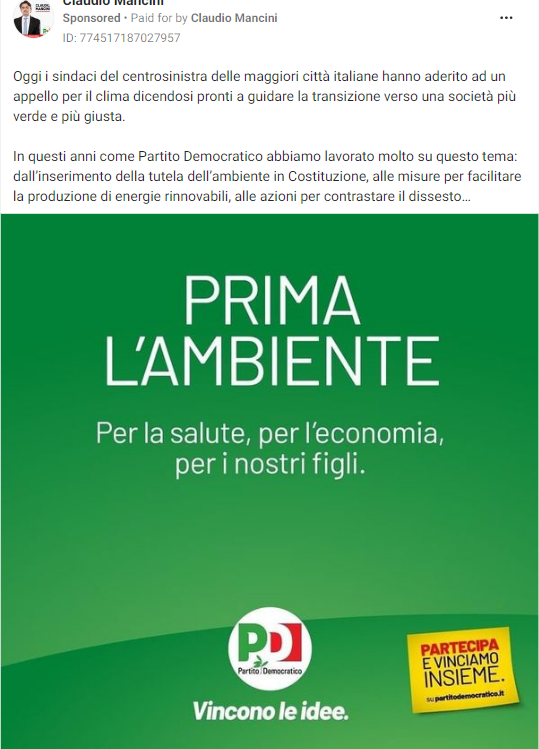 Claudio Mancini
Sponsored • Paid for by Claudio Mancini
ID: 774517187027957
Oggi i sindaci del centrosinistra delle maggiori città italiane hanno aderito ad un
appello per il clima dicendosi pronti a guidare la transizione verso una società più
verde e più giusta.
In questi anni come Partito Democratico abbiamo lavorato molto su questo tema:
dall'inserimento della tutela dell'ambiente in Costituzione, alle misure per facilitare
la produzione di energie rinnovabili, alle azioni per contrastare il dissesto...
PRIMA
L'AMBIENTE
Per la salute, per l'economia,
per i nostri figli.
PD
Partito Democratico
Vincono le idee.
PARTECIPA
E VINCIAMO
INSIEME.
su partitodemocratico.it